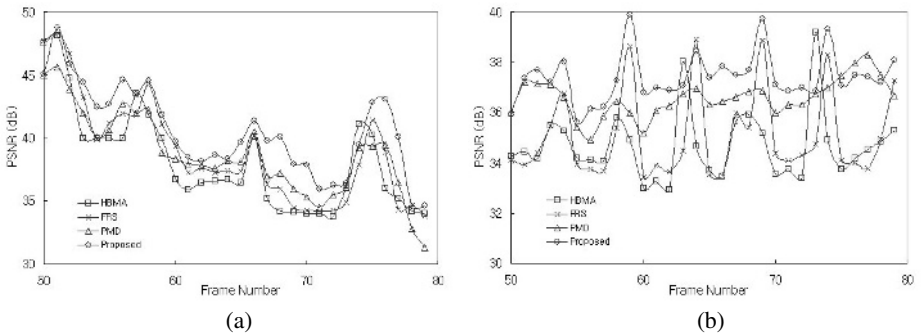 50
45
40
35
30
PSNR (dB)
HBMA
FRS
PMD
Proposed
50
60
70
80
Frame Number
(a)
40
38
36
34
32
30
PSNR (dB)
HBMA
FRS
PMD
Proposed
50
60
70
80
Frame Number
(b)